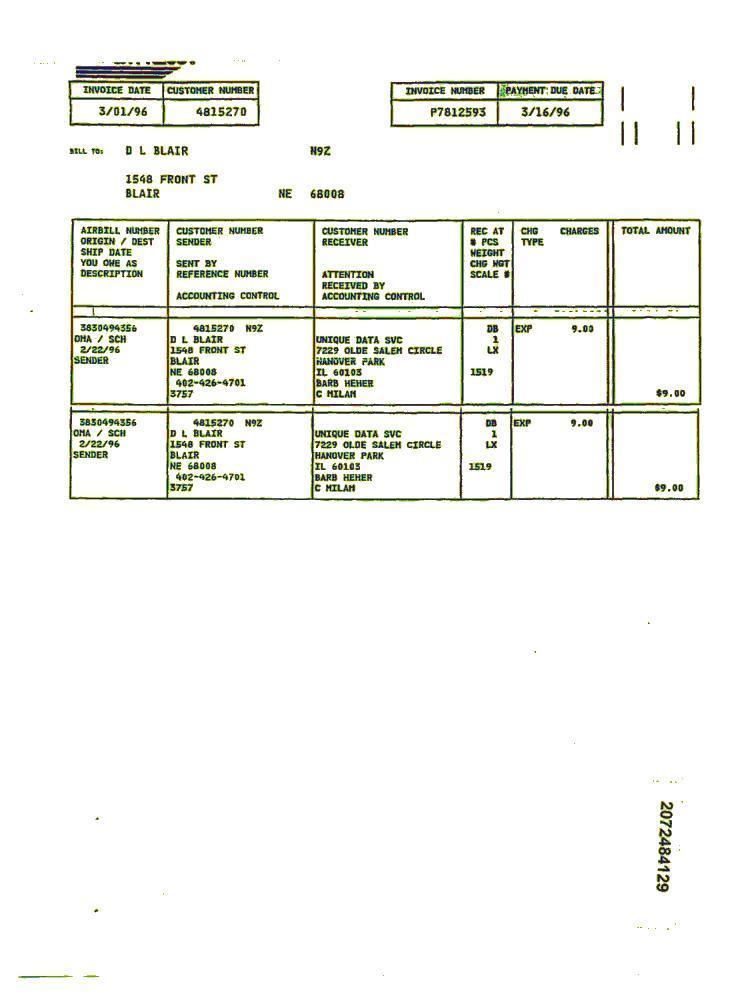 INVOICE DATE CUSTOMER NUMBER
3/01/96 4815270
INVOICE NUMBER PAYMENT DUE DATE
P7812593 3/16/96
BILL TO: D L BLAIR N9Z
1548 FRONT ST
BLAIR NE 68008
AIRBILL NUMBER CUSTOMER NUMBER CUSTOMER NUMBER REC AT CHG CHARGES TOTAL AMOUNT
ORIGIN / DEST SENDER RECEIVER # PCS TYPE
SHIP DATE WEIGHT
YOU OWE AS SENT BY CHG WGT
DESCRIPTION REFERENCE NUMBER ATTENTION SCALE #
RECEIVED BY
ACCOUNTING CONTROL ACCOUNTING CONTROL
3830494356 4815270 N9Z DB EXP 9.00
OMA / SCH D L BLAIR UNIQUE DATA SVC 1
2/22/96 1548 FRONT ST 7229 OLDE SALEM CIRCLE LX
SENDER BLAIR HANOVER PARK
NE 68008 IL 60103 1519
402-426-4701 BARB HEHER
3757 C MILAM $9.00
3830494356 4815270 N9Z DB EXP 9.00
OMA / SCH D L BLAIR UNIQUE DATA SVC 1
2/22/96 1548 FRONT ST 7229 OLDE SALEM CIRCLE LX
SENDER BLAIR HANOVER PARK
NE 68008 IL 60103 1519
402-426-4701 BARB HEHER
3757 C MILAM $9.00
2072484129